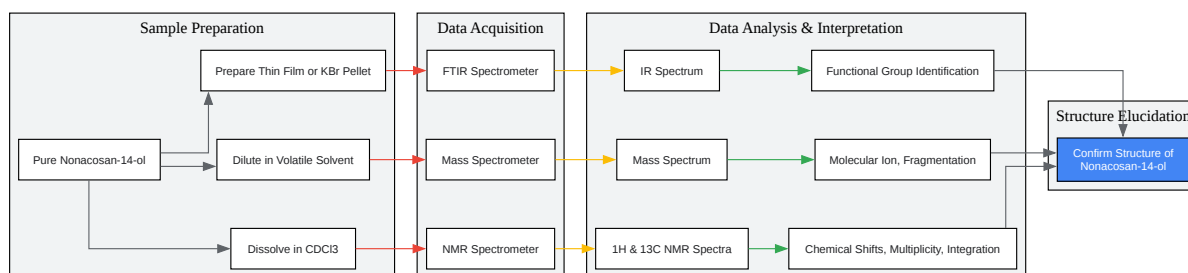 Sample Preparation
Data Acquisition
Data Analysis & Interpretation
Prepare Thin Film or KBr Pellet
FTIR Spectrometer
IR Spectrum
Functional Group Identification
Structure Elucidation
Pure Nonacosan-14-ol
Dilute in Volatile Solvent
Mass Spectrometer
Mass Spectrum
Molecular Ion, Fragmentation
Confirm Structure of
Nonacosan-14-ol
Dissolve in CDCl3
NMR Spectrometer
1H & 13C NMR Spectra
Chemical Shifts, Multiplicity, Integration